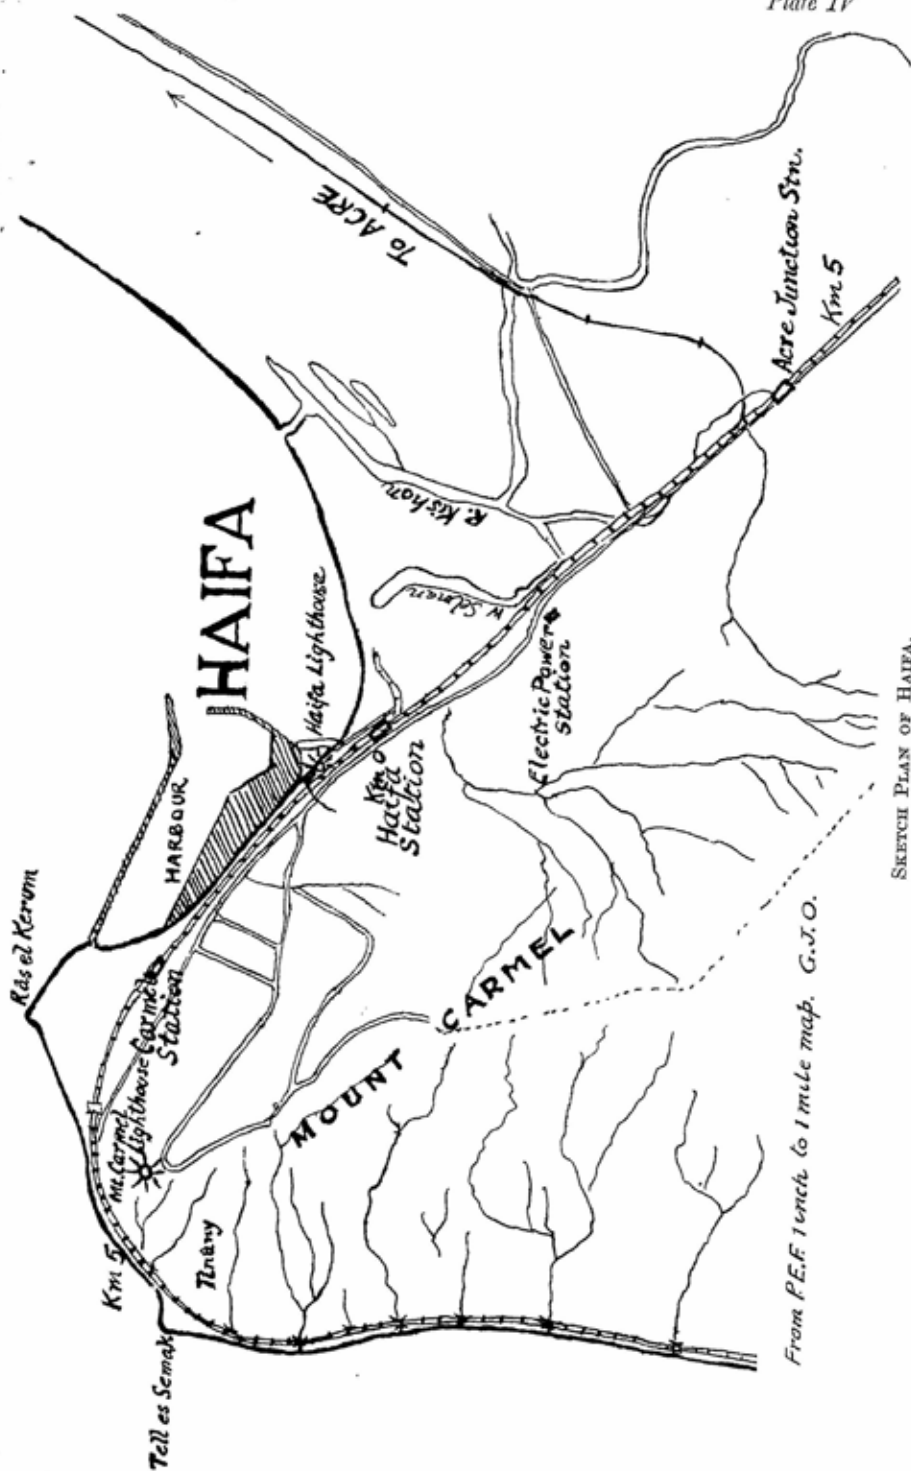 Plate IV
HAIFA
To ACRE
Râs el Kerum
HARBOUR
Haifa Lighthouse
Carmel
Station
Mt. Carmel
Lighthouse
Km 5
Tell es Semak
Km 0
Haifa
Station
R. Kishon
W Selman
Electric Power
Station
Acre Junction Stn.
Km 5
MOUNT CARMEL
From P.E.F. 1 inch to 1 mile map. G.J.O.
SKETCH PLAN OF HAIFA.